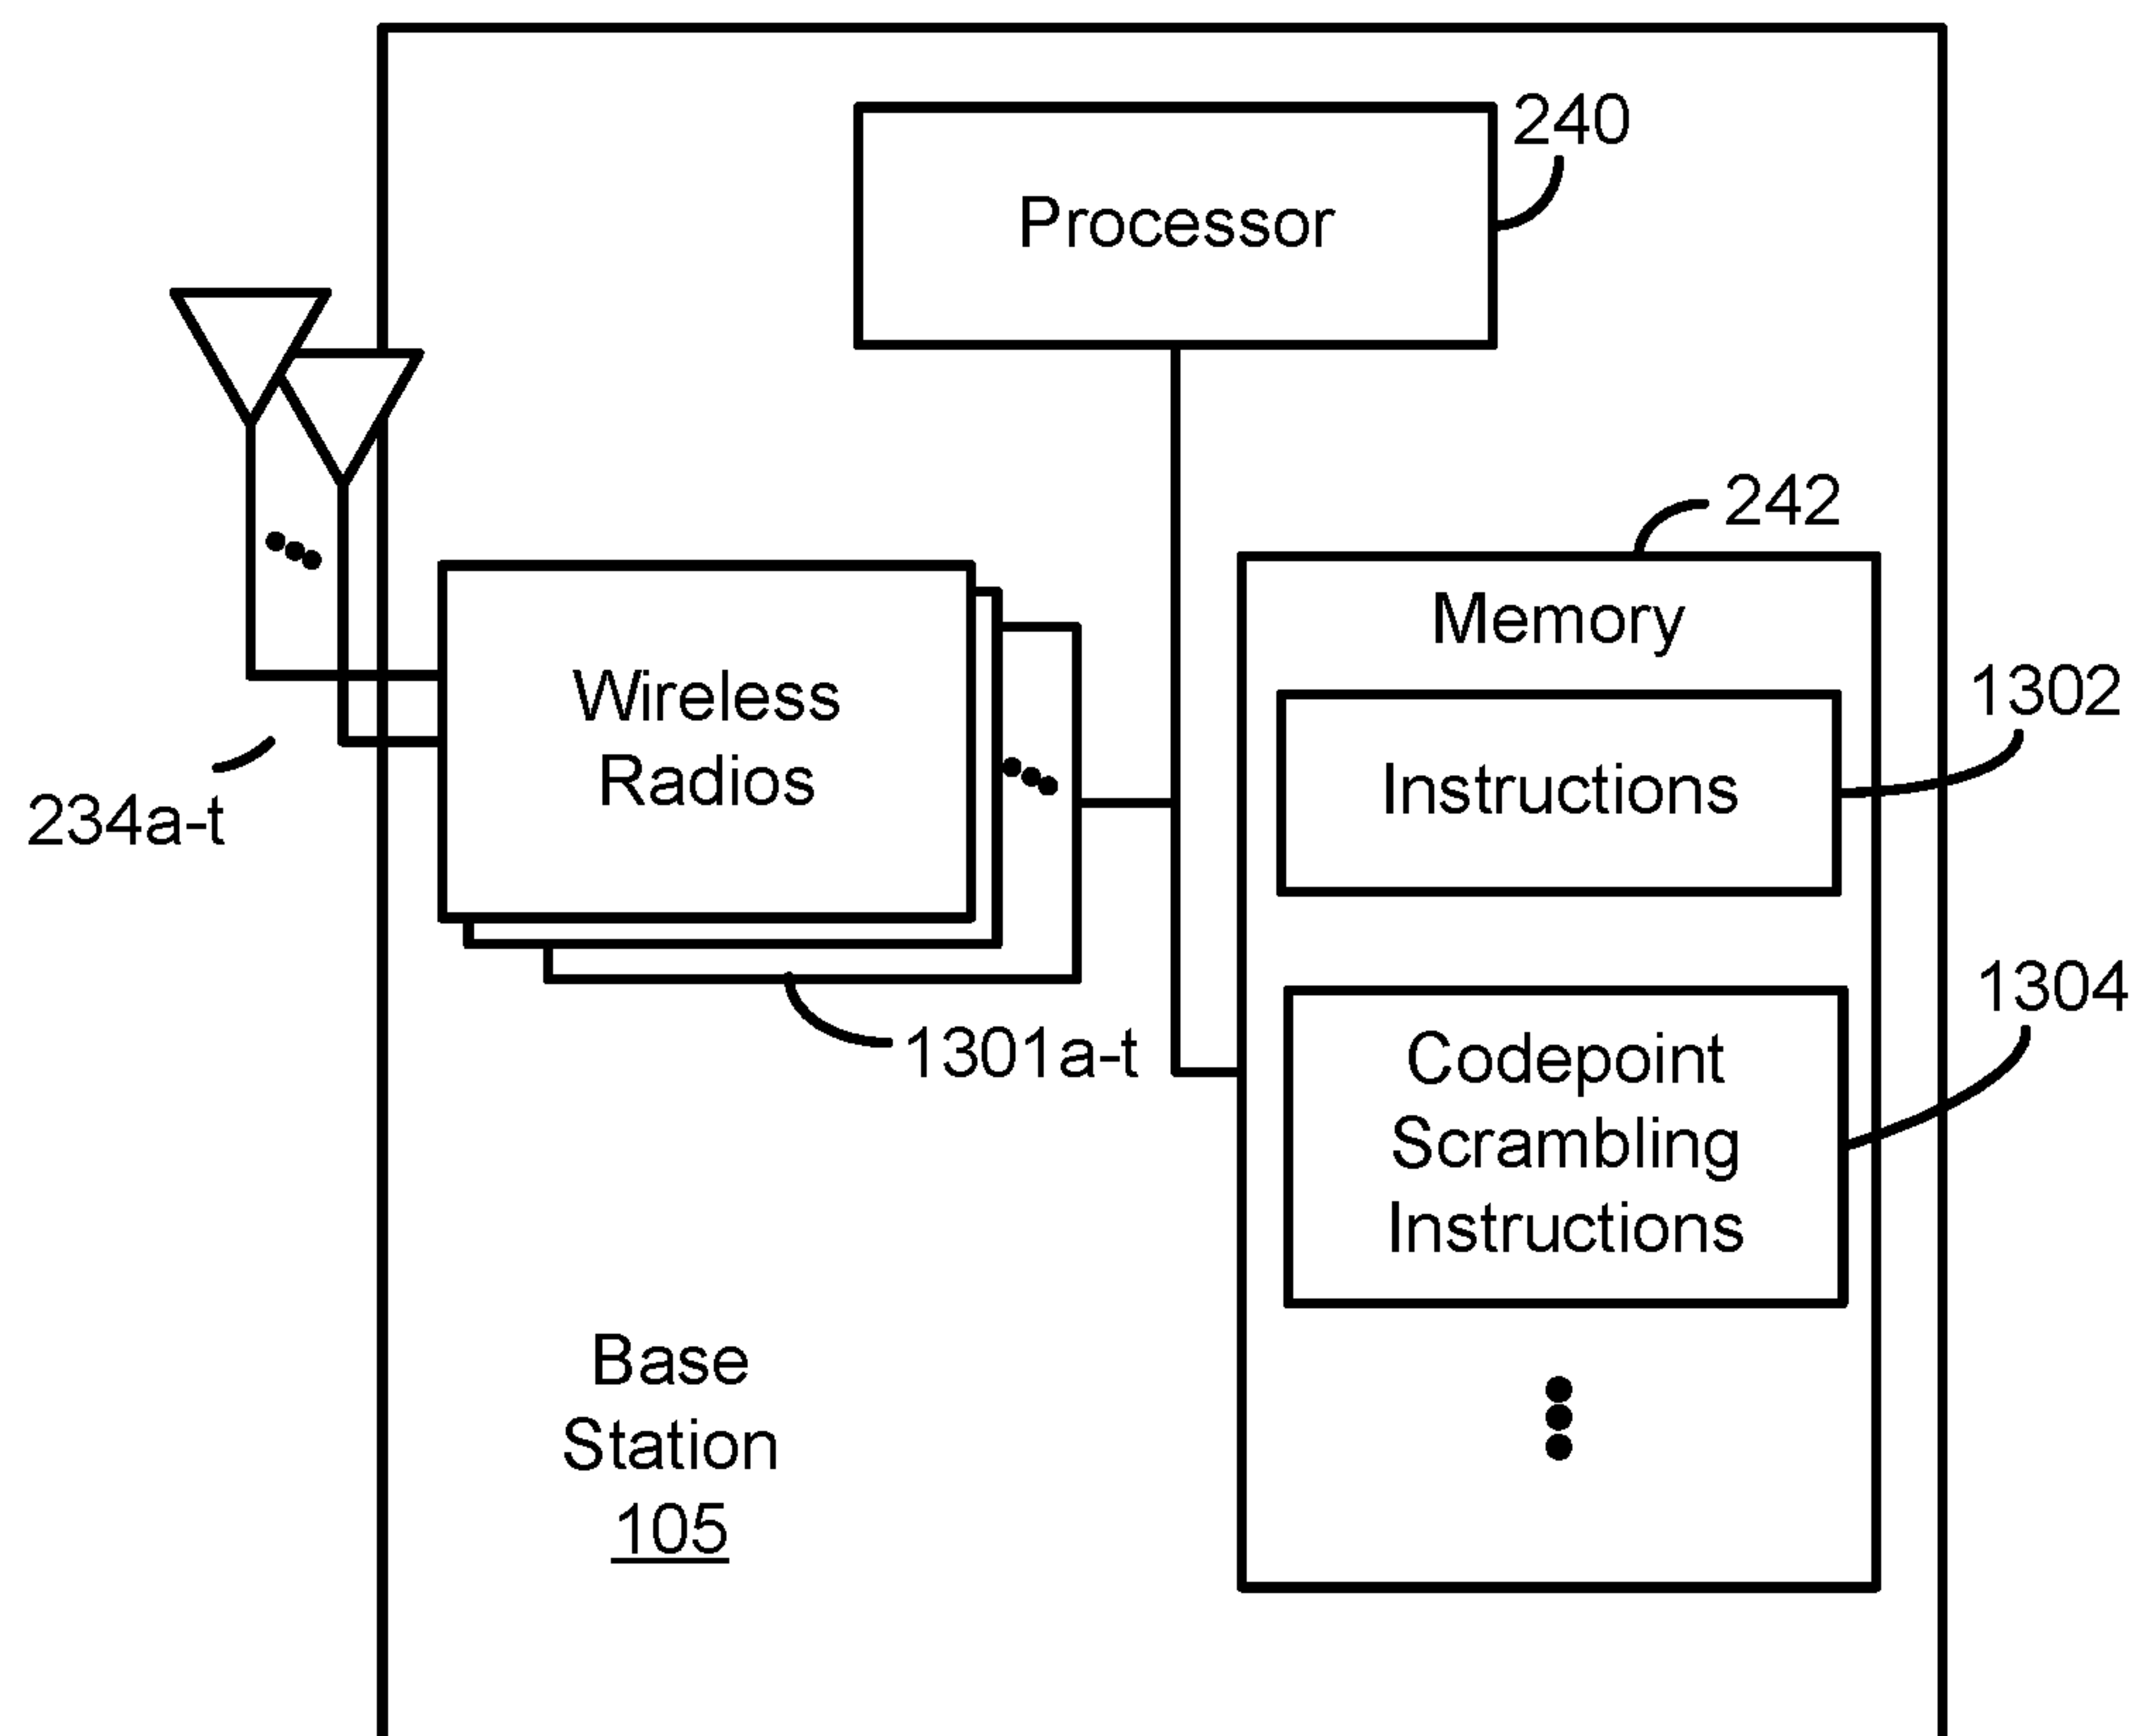 240
Processor
242
Memory
1302
Wireless
Radios
Instructions
234a-t
1304
1301a-t
Codepoint
Scrambling
Instructions
Base
Station
105